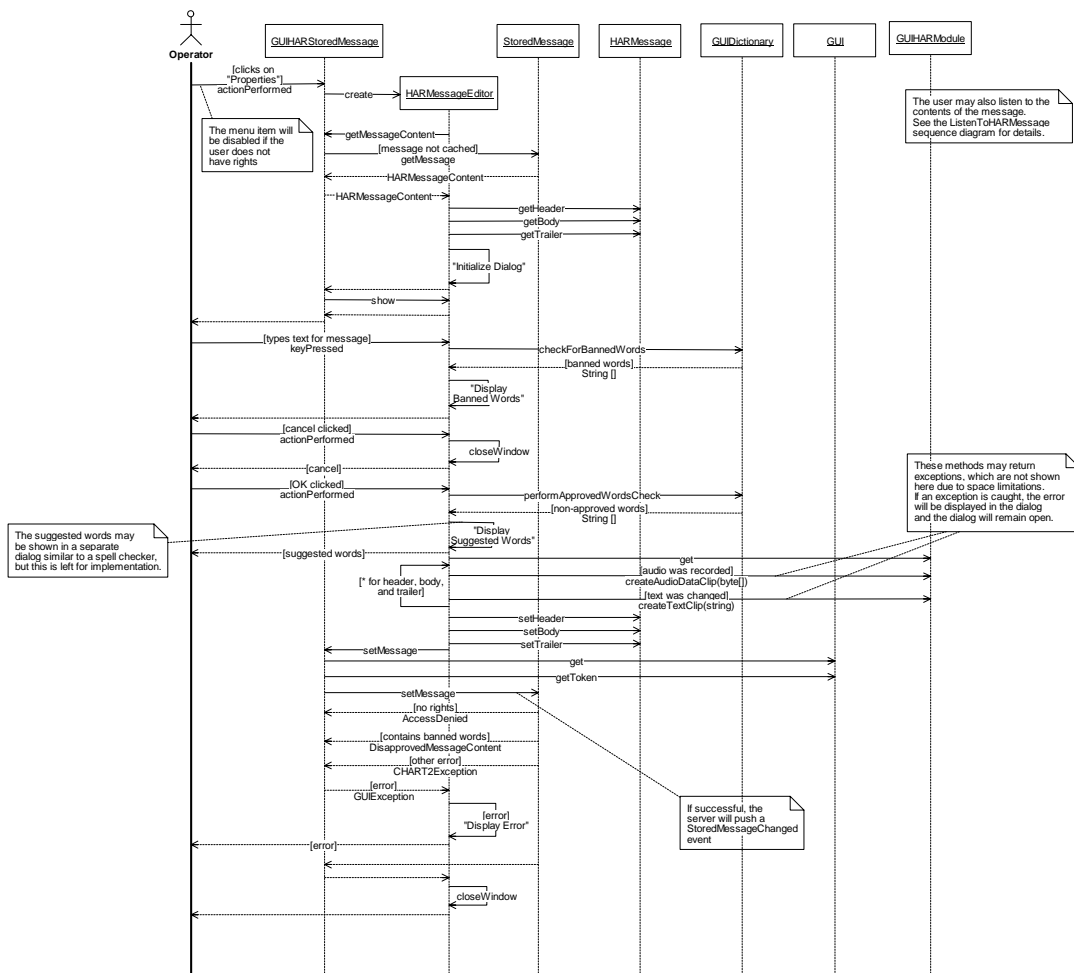 Operator
GUIHARStoredMessage
StoredMessage
HARMessage
GUIDictionary
GUI
GUIHARModule
[clicks on
"Properties"]
actionPerformed
create
HARMessageEditor
The user may also listen to the
contents of the message.
See the ListenToHARMessage
sequence diagram for details.
The menu item will
be disabled if the
user does not
have rights
getMessageContent
[message not cached]
getMessage
HARMessageContent
HARMessageContent
getHeader
getBody
getTrailer
"Initialize Dialog"
show
[types text for message]
keyPressed
checkForBannedWords
[banned words]
String []
"Display
Banned Words"
[cancel clicked]
actionPerformed
closeWindow
[cancel]
These methods may return
exceptions, which are not shown
here due to space limitations.
If an exception is caught, the error
will be displayed in the dialog
and the dialog will remain open.
[OK clicked]
actionPerformed
performApprovedWordsCheck
[non-approved words]
String []
The suggested words may
be shown in a separate
dialog similar to a spell checker,
but this is left for implementation.
"Display
Suggested Words"
[suggested words]
get
[* for header, body,
and trailer]
[audio was recorded]
createAudioDataClip(byte[])
[text was changed]
createTextClip(string)
setHeader
setBody
setTrailer
setMessage
get
getToken
setMessage
[no rights]
AccessDenied
[contains banned words]
DisapprovedMessageContent
[other error]
CHART2Exception
[error]
GUIException
[error]
"Display Error"
If successful, the
server will push a
StoredMessageChanged
event
[error]
closeWindow